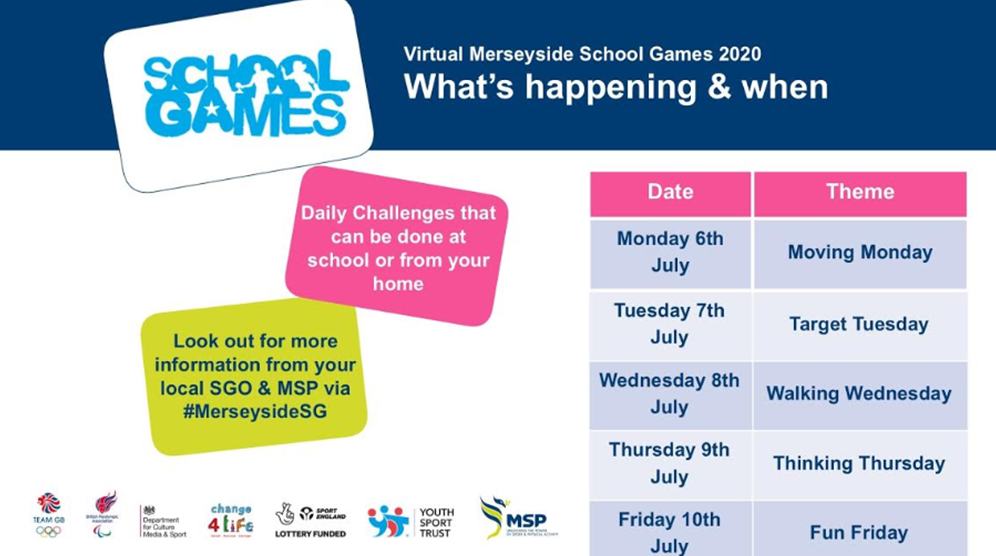 SCHOOL
GAMES
Virtual Merseyside School Games 2020
What's happening & when
Daily Challenges that
can be done at
school or from your
home
Look out for more
information from your
local SGO & MSP via
#MerseysideSG
Date
Theme
Monday 6th
July
Moving Monday
Tuesday 7th
July
Target Tuesday
Wednesday 8th
July
Walking Wednesday
Thursday 9th
July
Thinking Thursday
Friday 10th
July
Fun Friday
TEAM GB
British Paralympic
Association
Department
for Culture
Media & Sport
change
4 LiFe
SPORT
ENGLAND
LOTTERY FUNDED
YOUTH
SPORT
TRUST
MSP